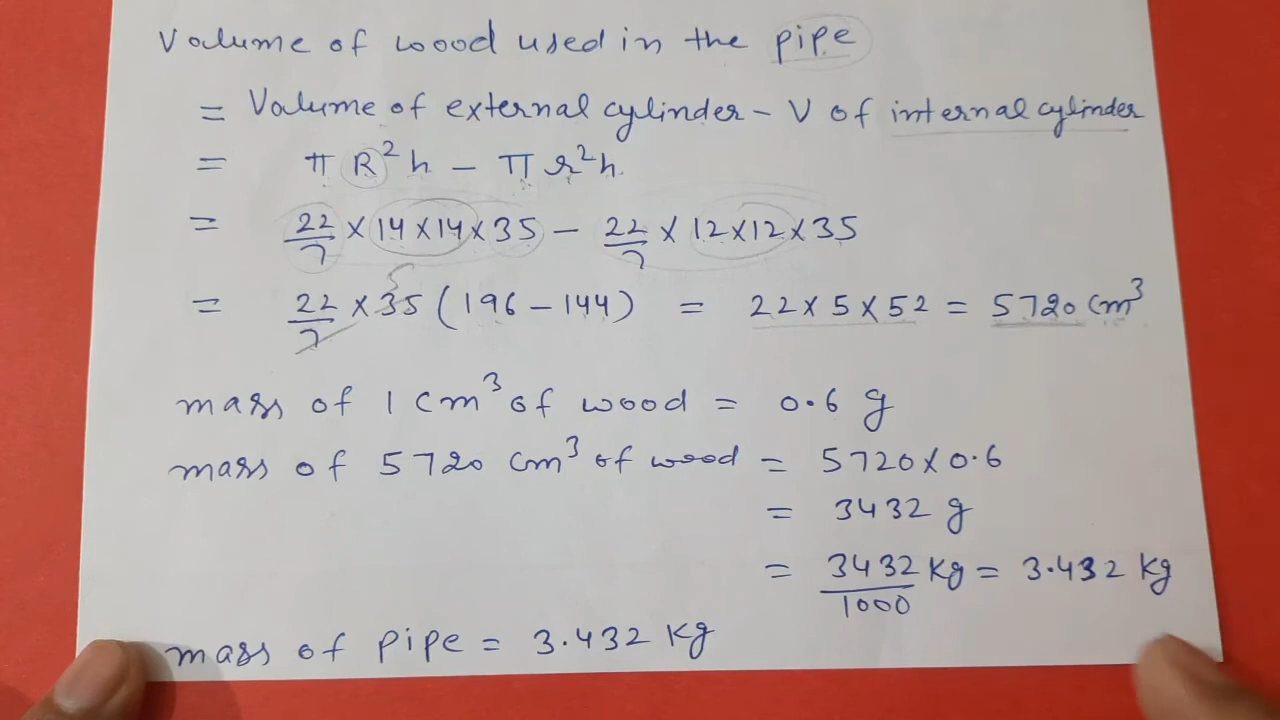 Volume of wood used in the pipe
= Volume of external cylinder - V of internal cylinder
= π R²h - π r²h.
= 22/7 × 14 × 14 × 35 - 22/7 × 12 × 12 × 35
= 22/7 × 35 5 (196 - 144) = 22 × 5 × 52 = 5720 cm³
mass of 1 cm³ of wood = 0.6 g
mass of 5720 cm³ of wood = 5720 × 0.6
= 3432 g
= 3432/1000 kg = 3.432 kg
mass of pipe = 3.432 kg